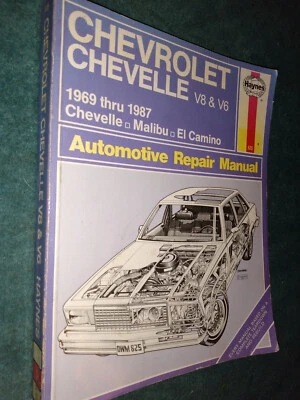 CHEVROLET
CHEVELLE V8 & V6
Haynes
1969 thru 1987
Chevelle □ Malibu □ El Camino
Automotive Repair Manual
OWM 625
CHEVROLET CHEVELLE V8 & V6 HAYNES